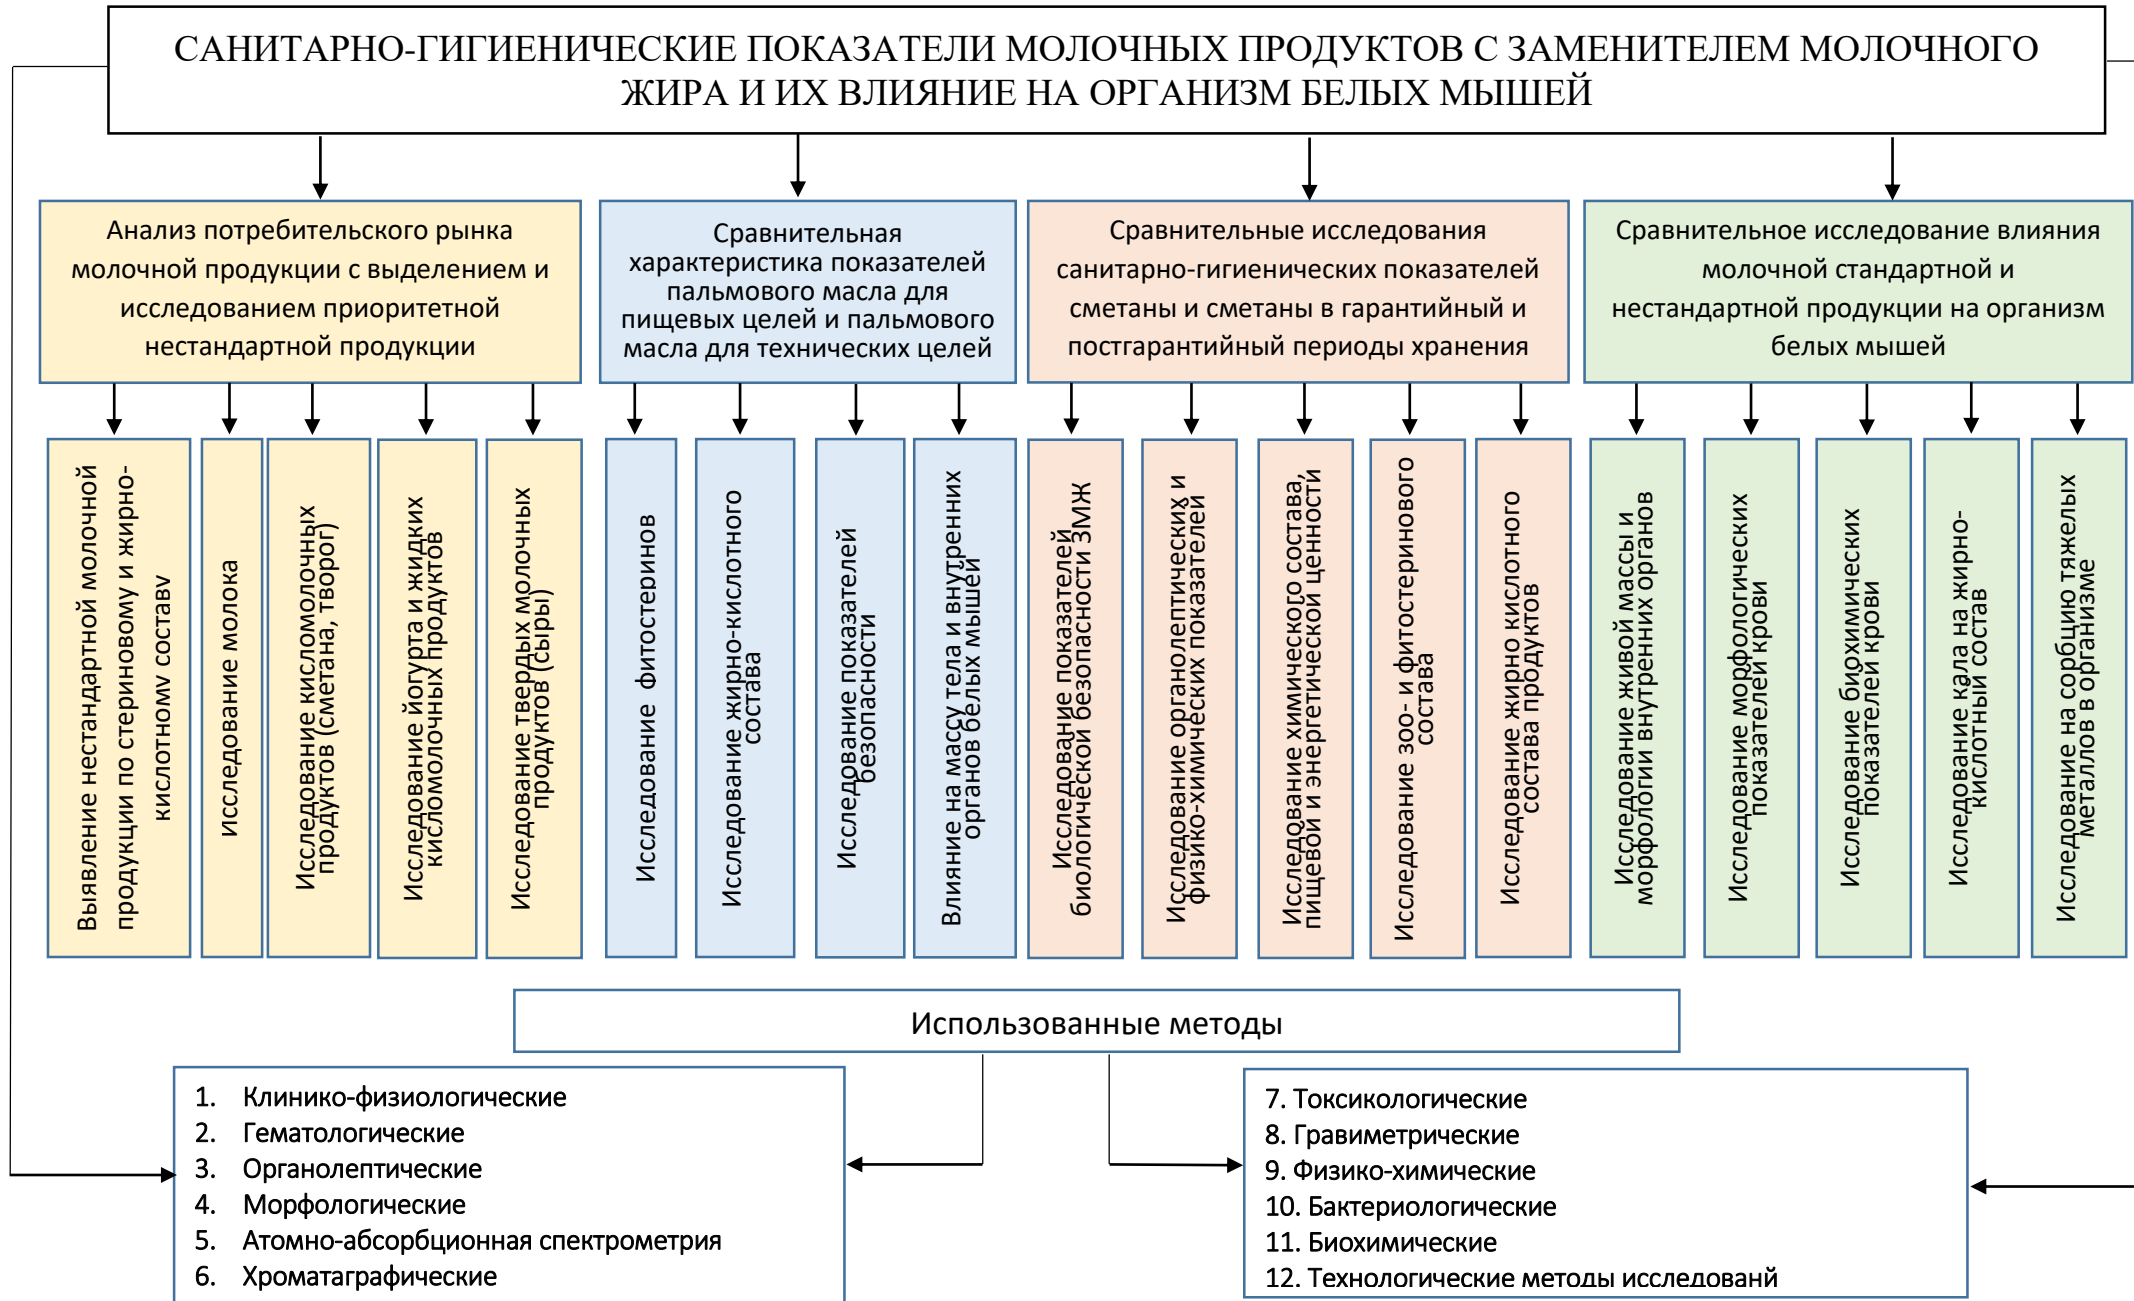 САНИТАРНО-ГИГИЕНИЧЕСКИЕ ПОКАЗАТЕЛИ МОЛОЧНЫХ ПРОДУКТОВ С ЗАМЕНИТЕЛЕМ МОЛОЧНОГО
ЖИРА И ИХ ВЛИЯНИЕ НА ОРГАНИЗМ БЕЛЫХ МЫШЕЙ
Анализ потребительского рынка
молочной продукции с выделением и
исследованием приоритетной
нестандартной продукции
Сравнительная
характеристика показателей
пальмового масла для
пищевых целей и пальмового
масла для технических целей
Сравнительные исследования
санитарно-гигиенических показателей
сметаны и сметаны в гарантийный и
постгарантийный периоды хранения
Сравнительное исследование влияния
молочной стандартной и
нестандартной продукции на организм
белых мышей
Выявление нестандартной молочной
продукции по стериновому и жирно-
кислотному составу
исследование молока
Исследование кисломолочных
продуктов (сметана, творог)
Исследование йогурта и жидких
кисломолочных продуктов
Исследование твердых молочных
продуктов (сыры)
Исследование фитостеринов
Исследование жирно-кислотного
состава
Исследование показателей
безопасности
Влияние на массу тела и внутренних
органов белых мышей
Исследование показателей
биологической безопасности ЗМЖ
Исследование органолептических и
физико-химических показателей
Исследование химического состава,
пищевой и энергетической ценности
Исследование зоо- и фитостеринового
состава
Исследование жирно кислотного
состава продуктов
Исследование живой массы и
морфологии внутренних органов
Исследование морфологических
показателей крови
Исследование биохимических
показателей крови
Исследование кала на жирно-
кислотный состав
Исследование на сорбцию тяжелых
металлов в организме
Использованные методы
1. Клинико-физиологические
2. Гематологические
3. Органолептические
4. Морфологические
5. Атомно-абсорбционная спектрометрия
6. Хроматаграфические
7. Токсикологические
8. Гравиметрические
9. Физико-химические
10. Бактериологические
11. Биохимические
12. Технологические методы исследованй